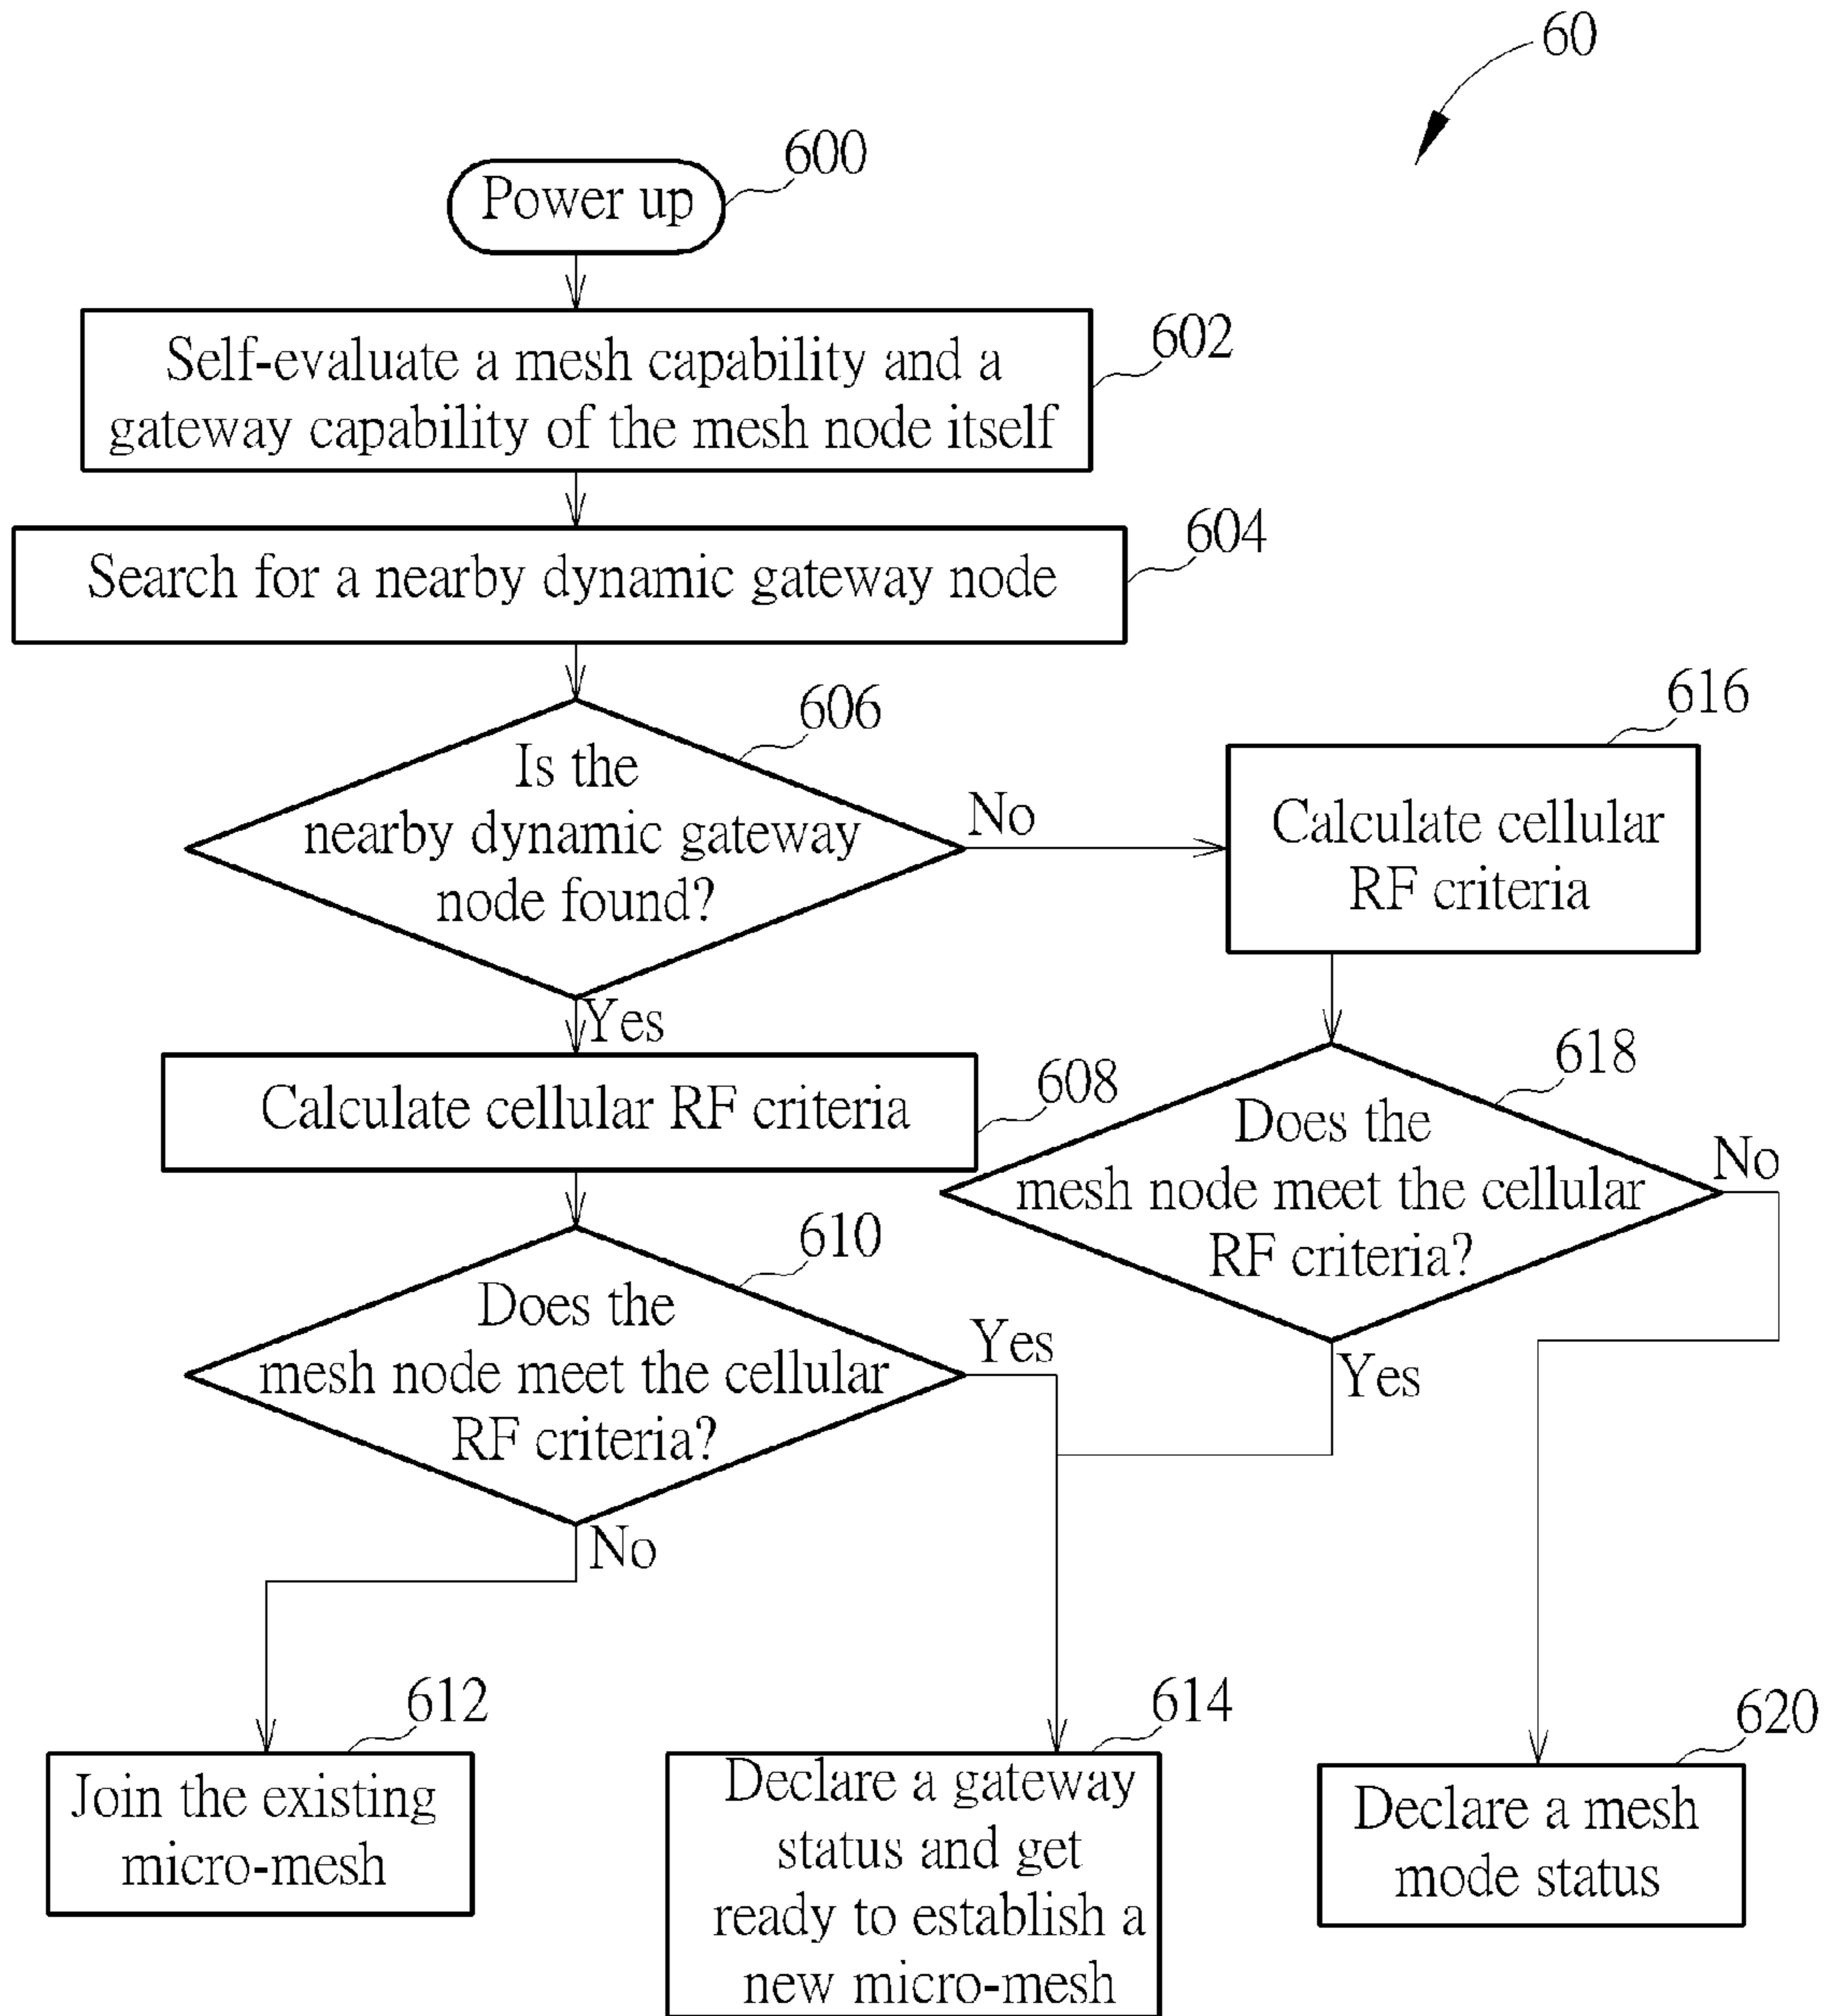 60
600
Power up
602
Self-evaluate a mesh capability and a
gateway capability of the mesh node itself
604
Search for a nearby dynamic gateway node
606
Is the
nearby dynamic gateway
node found?
No
616
Calculate cellular
RF criteria
Yes
608
Calculate cellular RF criteria
618
Does the
mesh node meet the cellular
RF criteria?
No
Yes
610
Does the
mesh node meet the cellular
RF criteria?
Yes
No
612
Join the existing
micro-mesh
614
Declare a gateway
status and get
ready to establish a
new micro-mesh
620
Declare a mesh
mode status